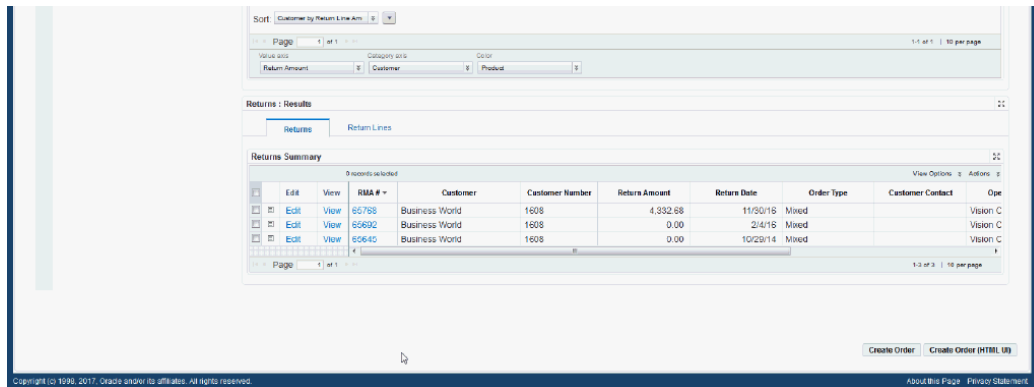 Sort: Customer by Return Line Am
Page 1 of 1 1-1 of 1 | 10 per page
Value axis Category axis Color
Return Amount Customer Product
Returns : Results
Returns Return Lines
Returns Summary
0 records selected View Options Actions
Edit View RMA # Customer Customer Number Return Amount Return Date Order Type Customer Contact Ope
Edit View 65768 Business World 1608 4,332.68 11/30/16 Mixed Vision C
Edit View 65692 Business World 1608 0.00 2/4/16 Mixed Vision C
Edit View 65645 Business World 1608 0.00 10/29/14 Mixed Vision C
Page 1 of 1 1-3 of 3 | 10 per page
Create Order Create Order (HTML UI)
Copyright (c) 1998, 2017, Oracle and/or its affiliates. All rights reserved. About this Page Privacy Statement